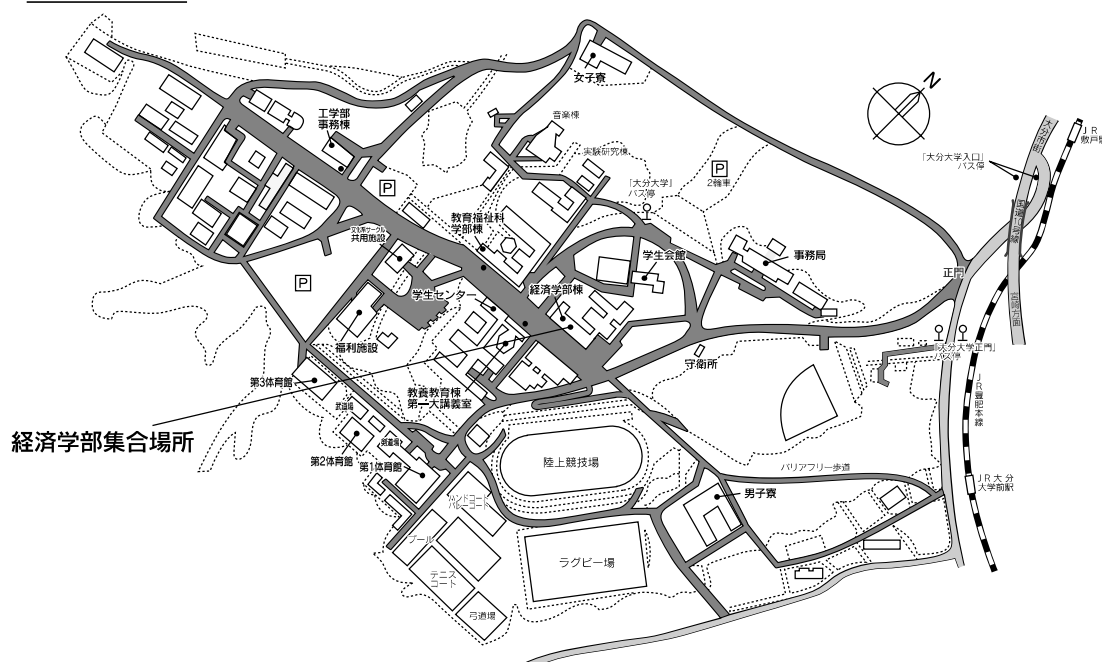 女子寮
N
工学部
事務棟
音楽棟
実験研究棟
P
P
2輪車
「大分大学」
バス停
大分市街
JR
「大分大学入口」
バス停
国道10号線
教育福祉科
学部棟
文化系サークル
共用施設
学生会館
事務局
正門
P
学生センター
経済学部棟
宮崎方面
福利施設
守衛所
「大分大学正門」
バス停
第3体育館
教養教育棟
第一大講義室
JR豊肥本線
武道場
経済学部集合場所
剣道場
第2体育館
第1体育館
陸上競技場
バリアフリー歩道
JR大分
大学前駅
ハンドコート
バレーコート
男子寮
プール
ラグビー場
テニス
コート
弓道場